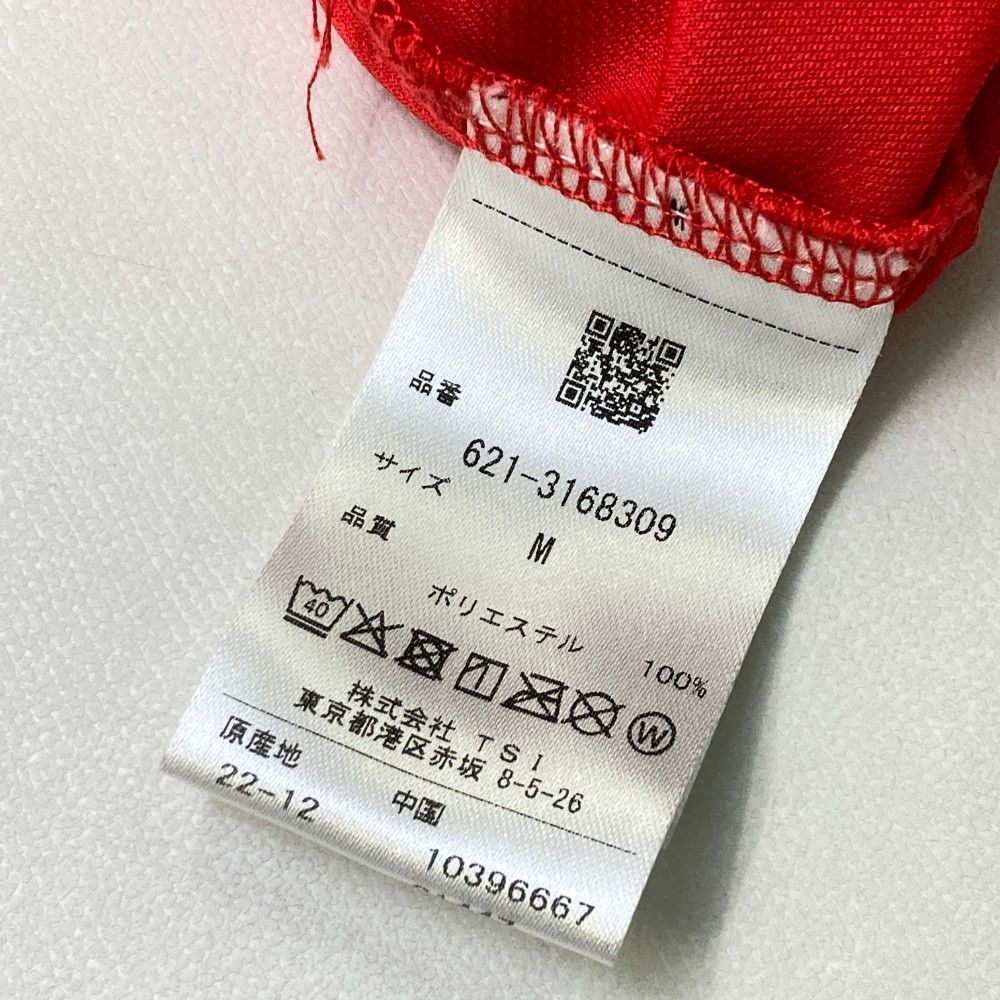 品番
621-3168309
サイズ
M
品質
ポリエステル 100%
40
W
株式会社 TSI
東京都港区赤坂 8-5-26
原産地
中国
22-12
10396667